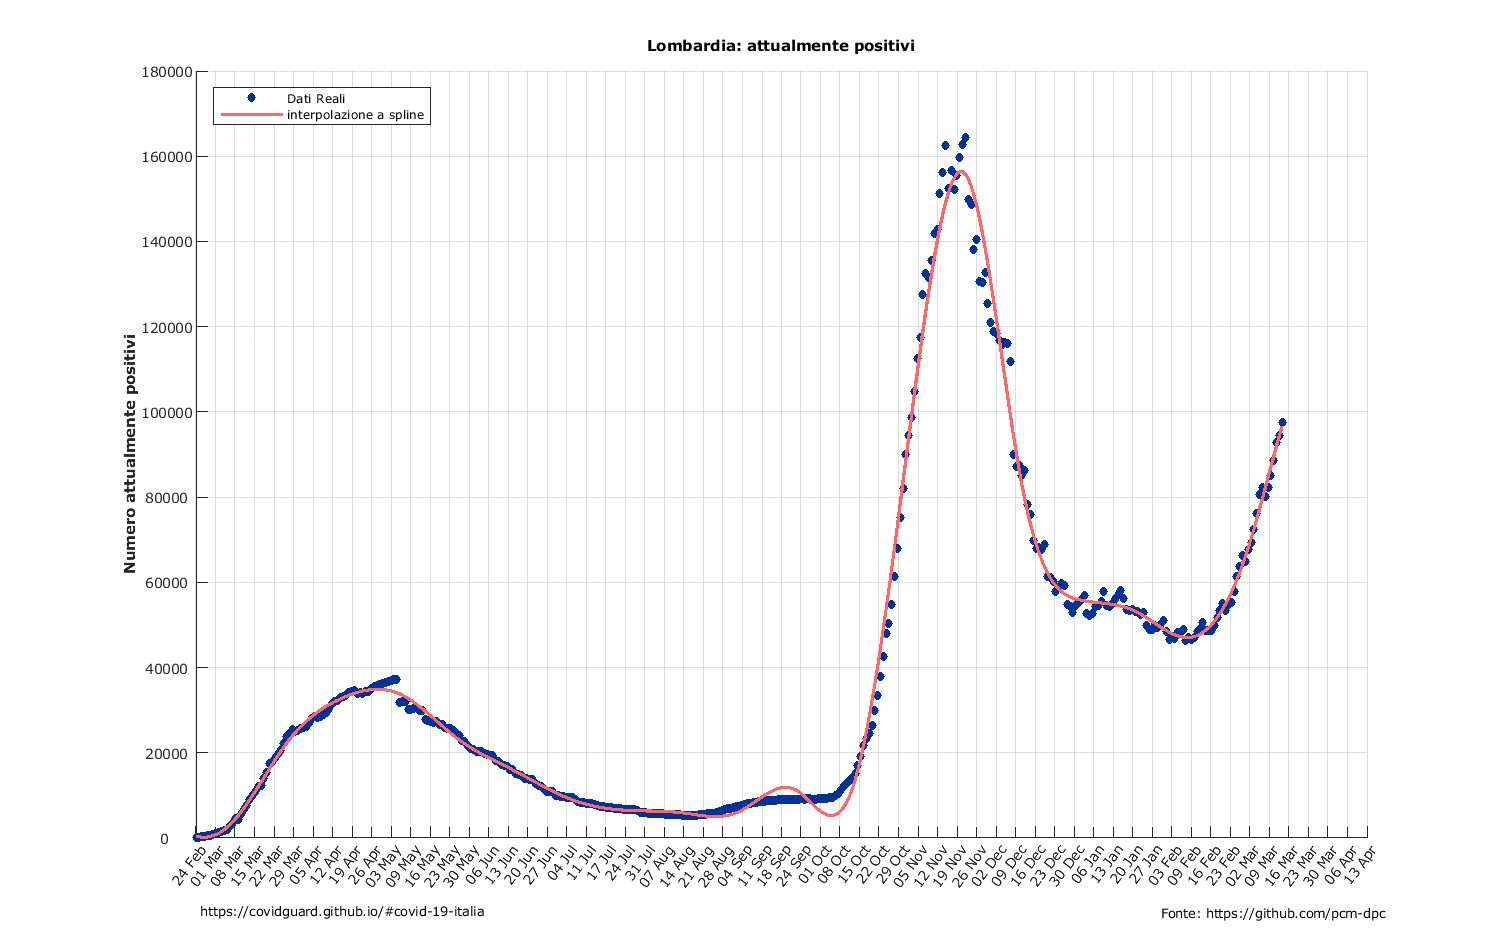 Lombardia: attualmente positivi
Dati Reali
interpolazione a spline
Numero attualmente positivi
180000
160000
140000
120000
100000
80000
60000
40000
20000
0
24 Feb
01 Mar
08 Mar
15 Mar
22 Mar
29 Mar
05 Apr
12 Apr
19 Apr
26 Apr
03 May
09 May
16 May
23 May
30 May
06 Jun
13 Jun
20 Jun
27 Jun
04 Jul
11 Jul
17 Jul
24 Jul
31 Jul
07 Aug
14 Aug
21 Aug
28 Aug
04 Sep
11 Sep
18 Sep
24 Sep
01 Oct
08 Oct
15 Oct
22 Oct
29 Oct
05 Nov
12 Nov
19 Nov
26 Nov
02 Dec
09 Dec
16 Dec
23 Dec
30 Dec
06 Jan
13 Jan
20 Jan
27 Jan
03 Feb
09 Feb
16 Feb
23 Feb
02 Mar
09 Mar
16 Mar
23 Mar
30 Mar
06 Apr
13 Apr
https://covidguard.github.io/#covid-19-italia
Fonte: https://github.com/pcm-dpc